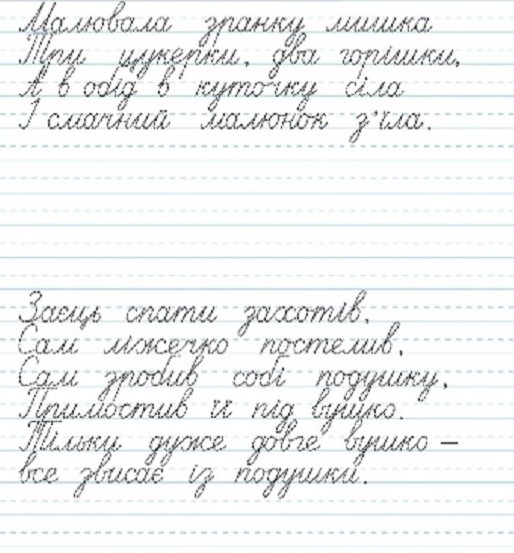 Малювала зранку мишка
Три цукерки, два горішки,
А в обід в куточку сіла
І смачний малюнок з'їла.
Заєць спати захотів,
Сам ліжечко постелив,
Сам зробив собі подушку,
Примостив її під вушко.
Тільки дуже довге вушко –
все звисає із подушки.